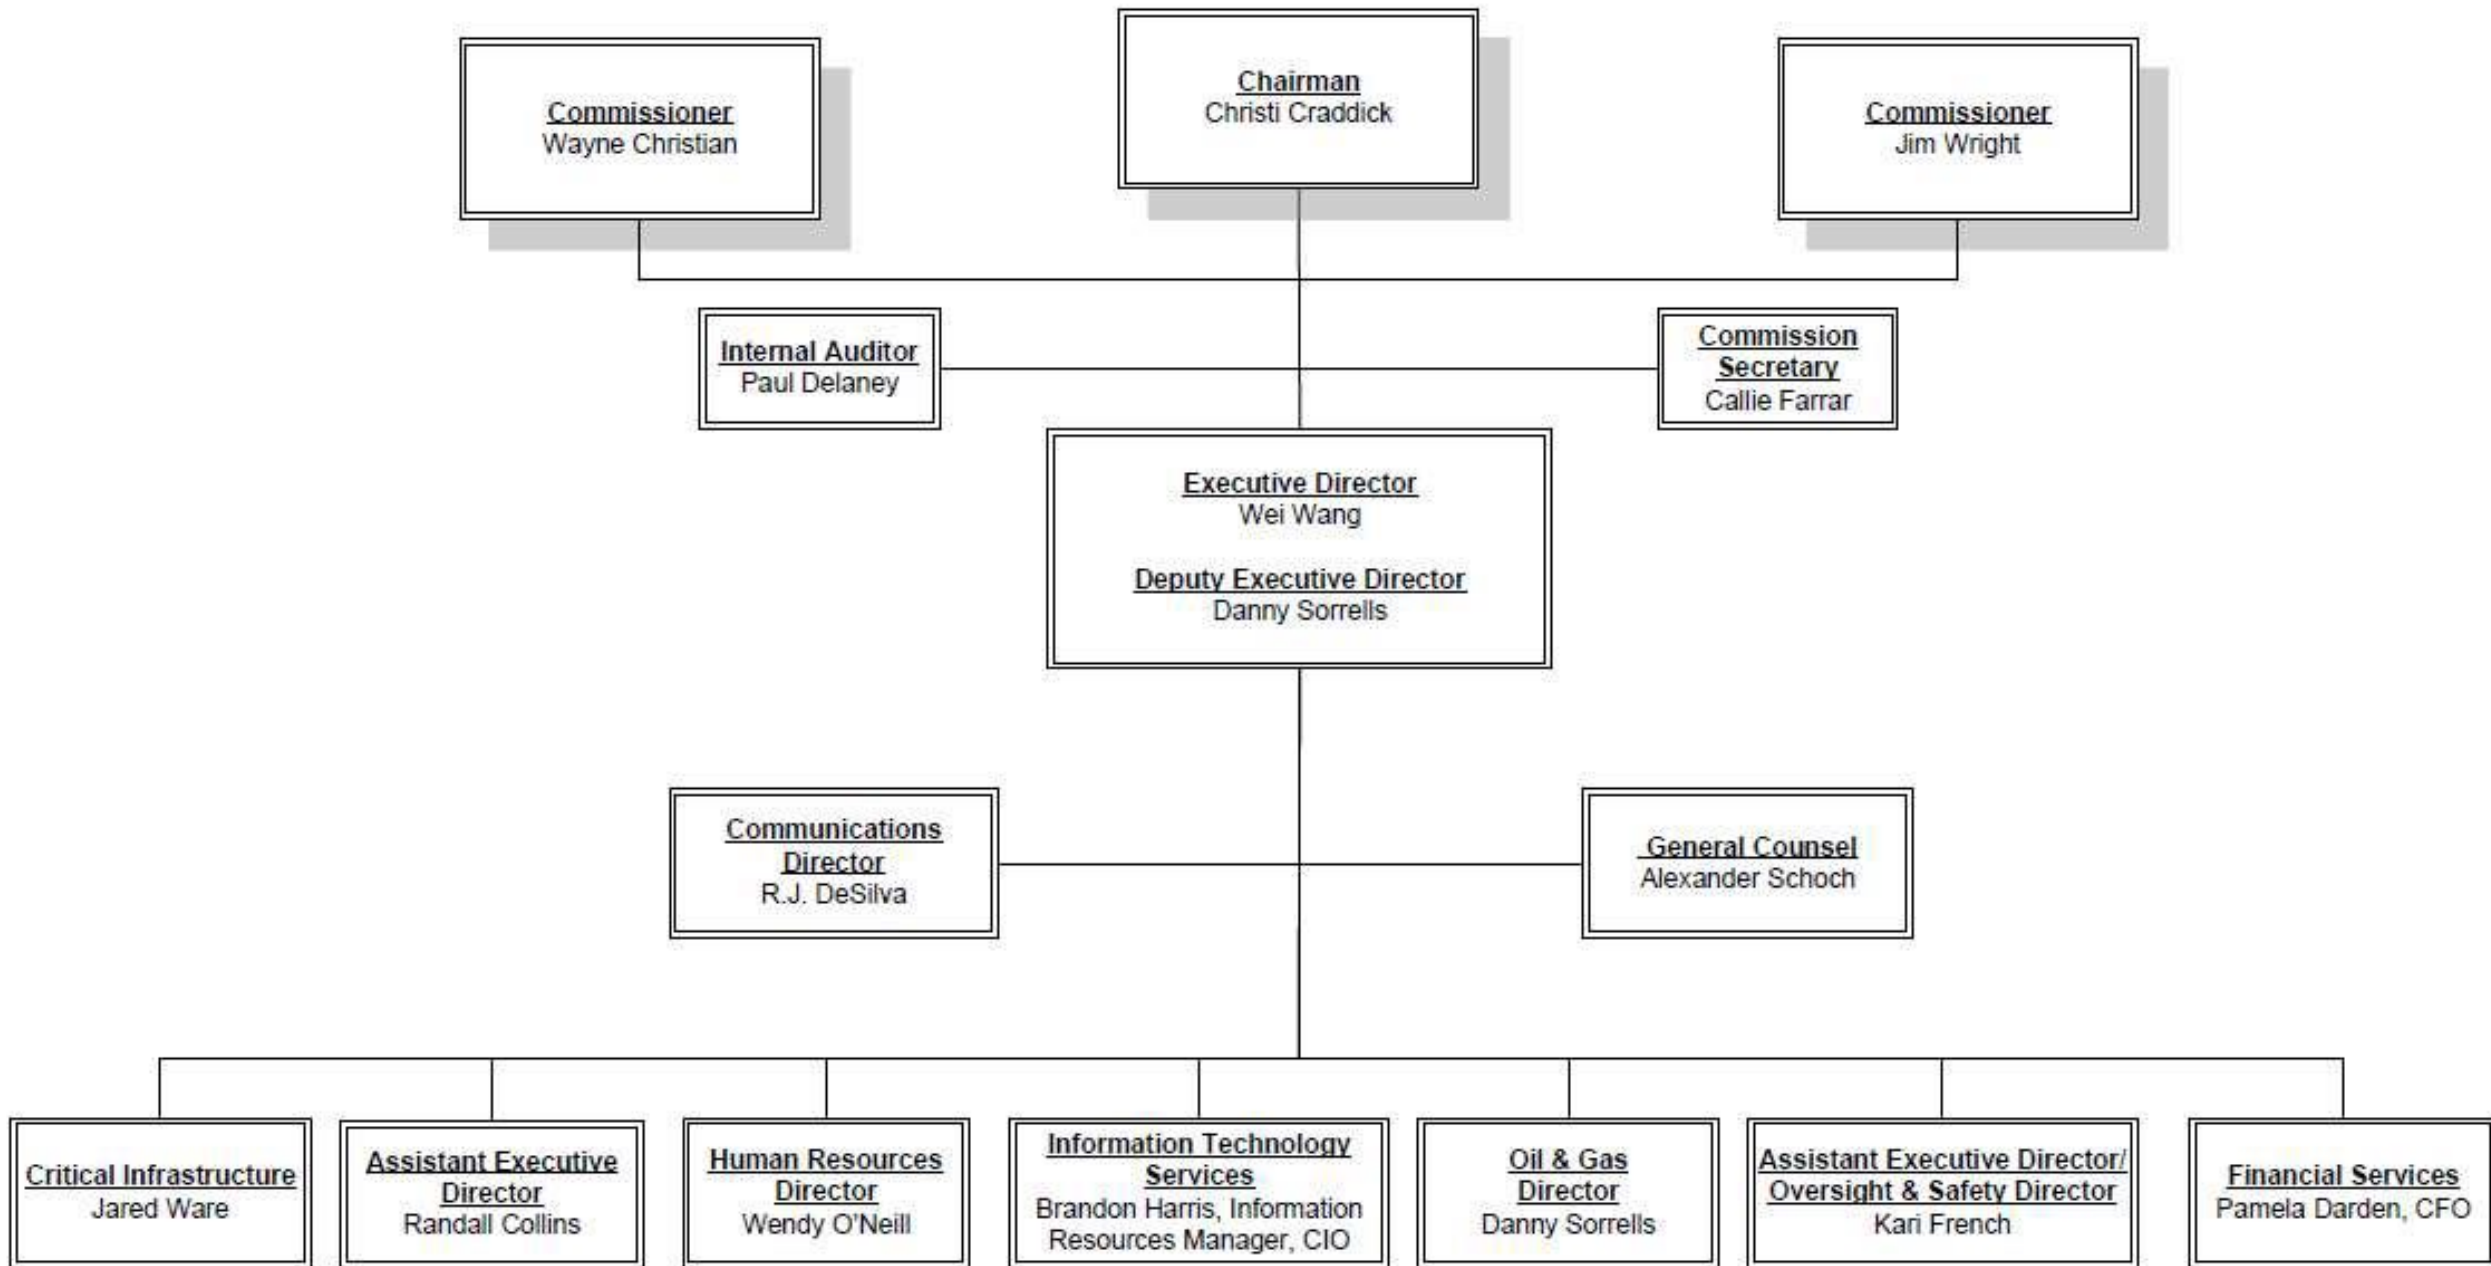 Chairman
Christi Craddick
Commissioner
Wayne Christian
Commissioner
Jim Wright
Internal Auditor
Paul Delaney
Commission
Secretary
Callie Farrar
Executive Director
Wei Wang
Deputy Executive Director
Danny Sorrells
Communications
Director
R.J. DeSilva
General Counsel
Alexander Schoch
Critical Infrastructure
Jared Ware
Assistant Executive
Director
Randall Collins
Human Resources
Director
Wendy O'Neill
Information Technology
Services
Brandon Harris, Information
Resources Manager, CIO
Oil & Gas
Director
Danny Sorrells
Assistant Executive Director/
Oversight & Safety Director
Kari French
Financial Services
Pamela Darden, CFO